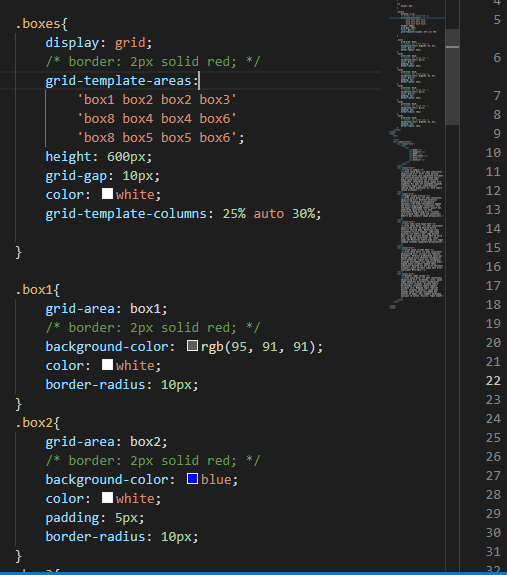 .boxes{
display: grid;
/* border: 2px solid red; */
grid-template-areas:
'box1 box2 box2 box3'
'box8 box4 box4 box6'
'box8 box5 box5 box6';
height: 600px;
grid-gap: 10px;
color: white;
grid-template-columns: 25% auto 30%;
}
.box1{
grid-area: box1;
/* border: 2px solid red; */
background-color: rgb(95, 91, 91);
color: white;
border-radius: 10px;
}
.box2{
grid-area: box2;
/* border: 2px solid red; */
background-color: blue;
color: white;
padding: 5px;
border-radius: 10px;
}
4
5
6
7
8
9
10
11
12
13
14
15
16
17
18
19
20
21
22
23
24
25
26
27
28
29
30
31
32